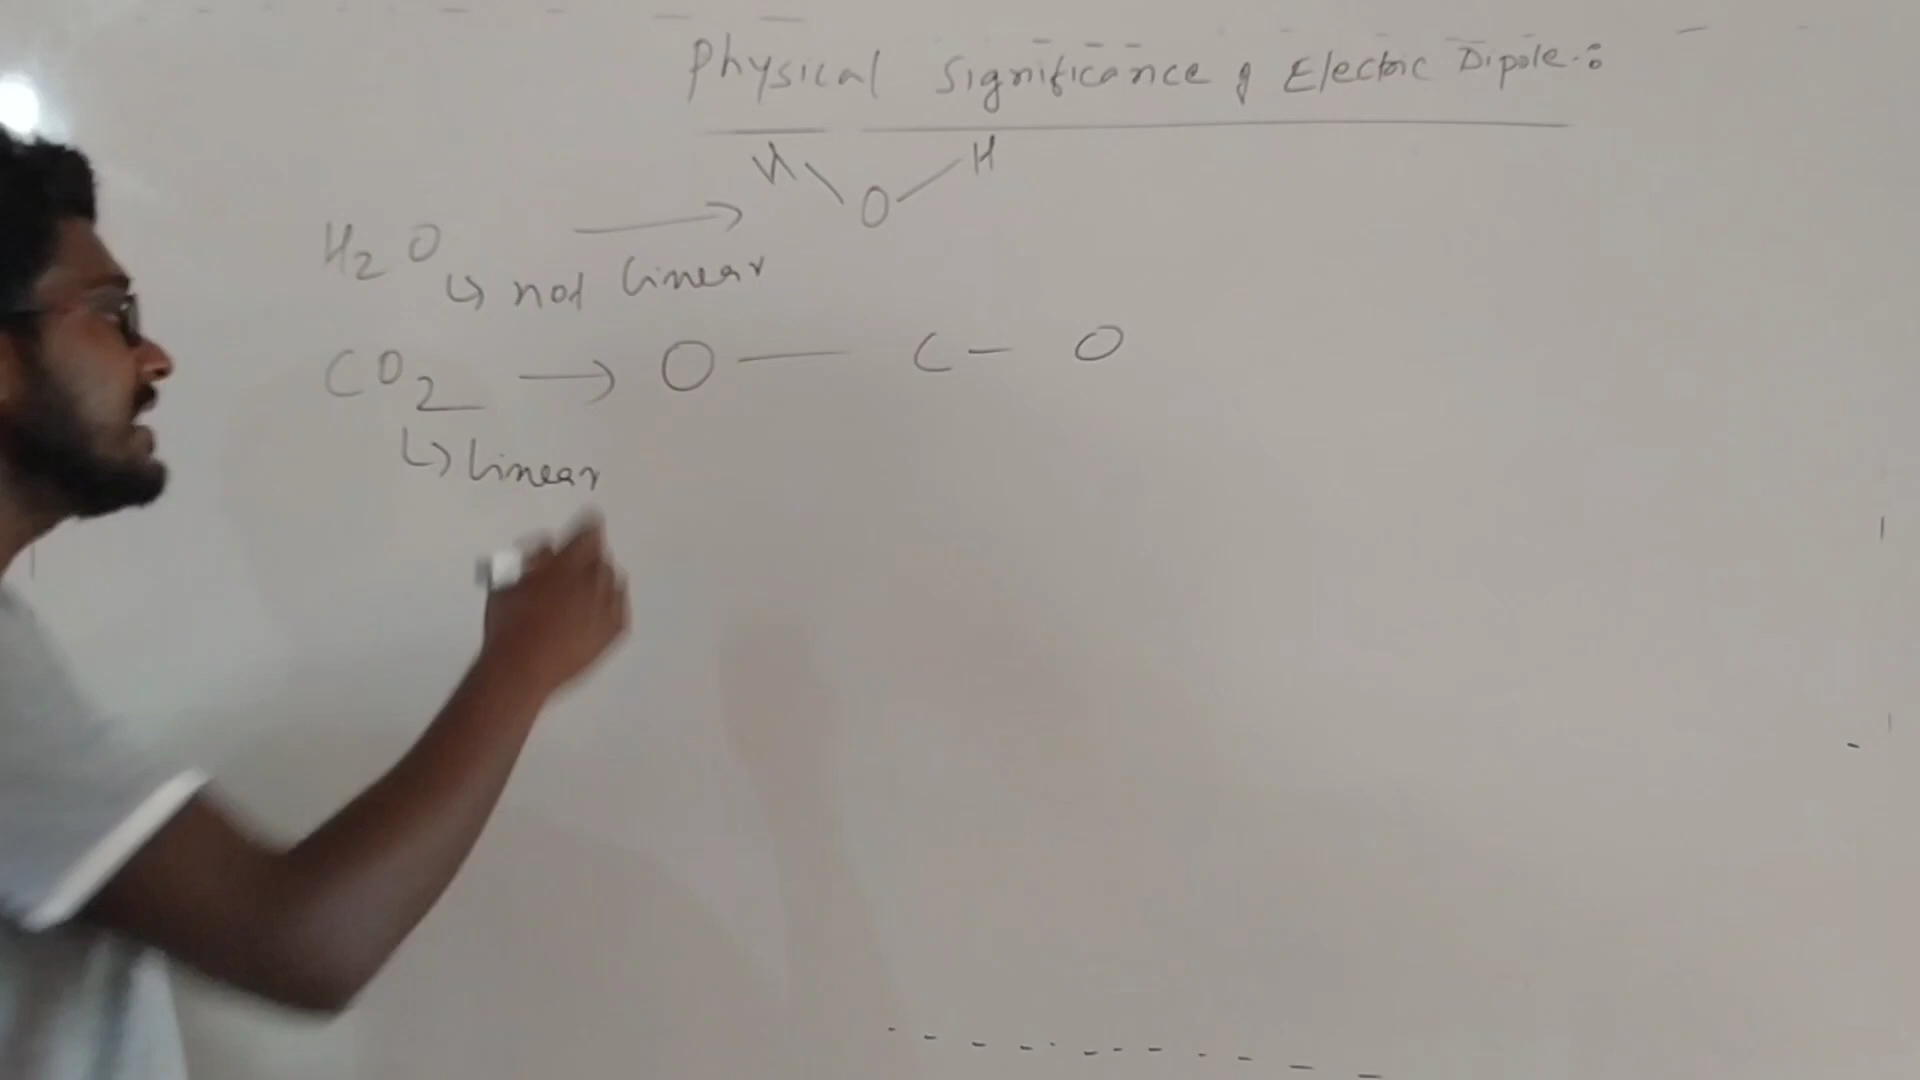 Physical Significance of Electric Dipole :
H H
O
H2O →
↳ not linear
CO2 → O — C — O
↳ Linear